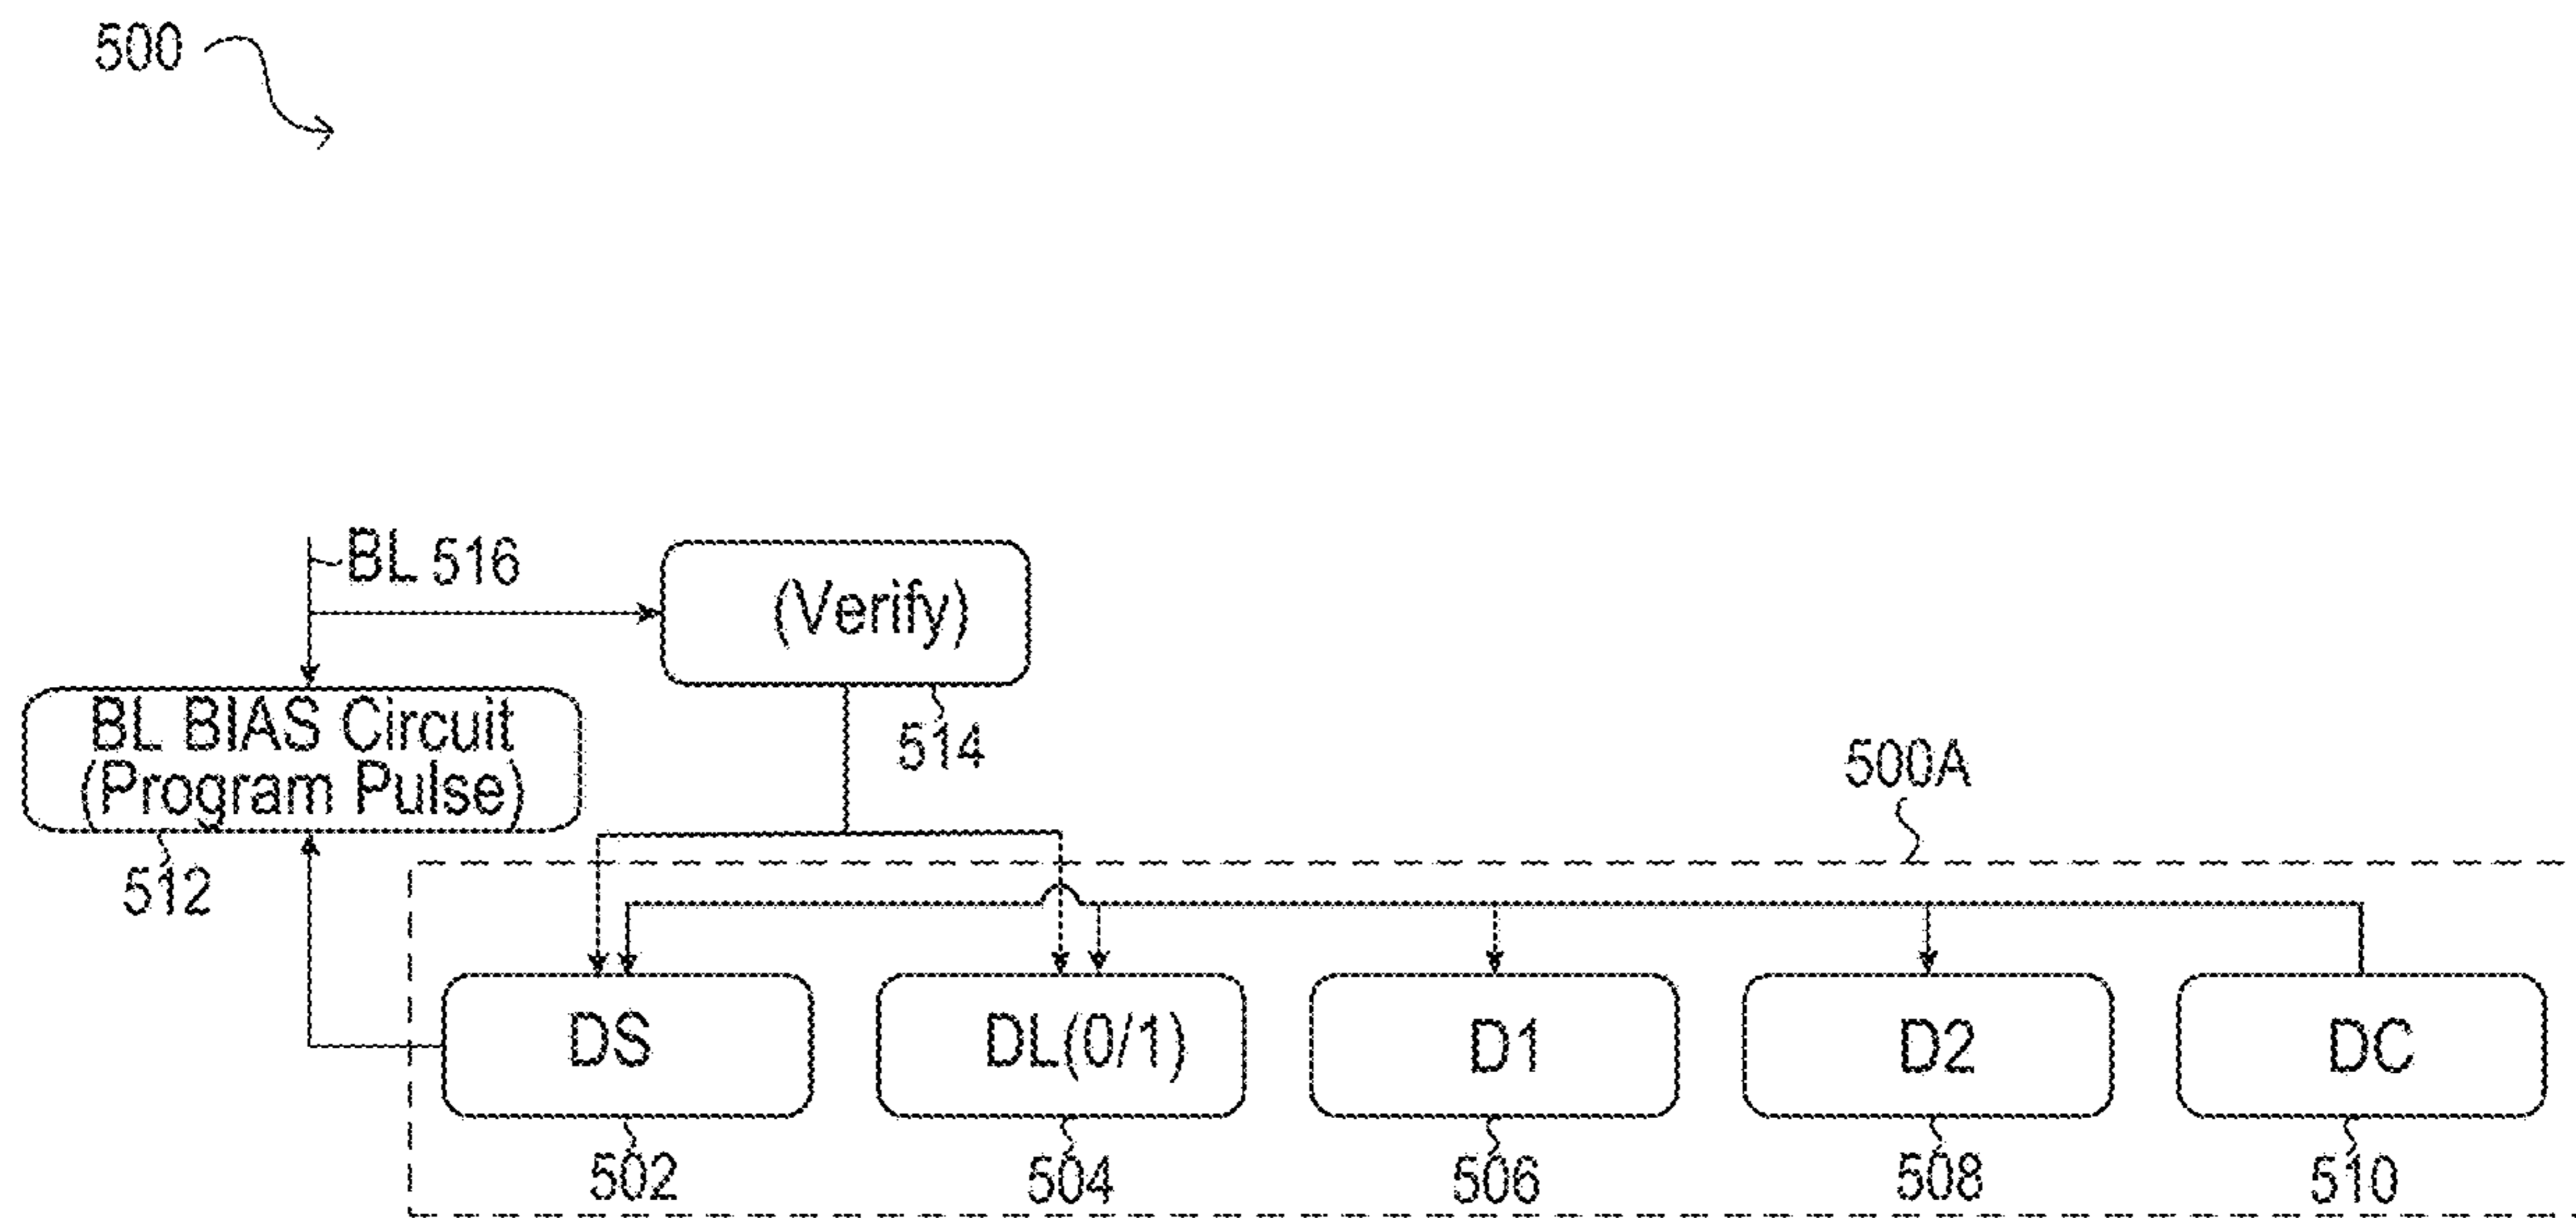 500
BL 516
(Verify)
514
BL BIAS Circuit
(Program Pulse)
512
500A
DS
DL(0/1)
D1
D2
DC
502
504
506
508
510